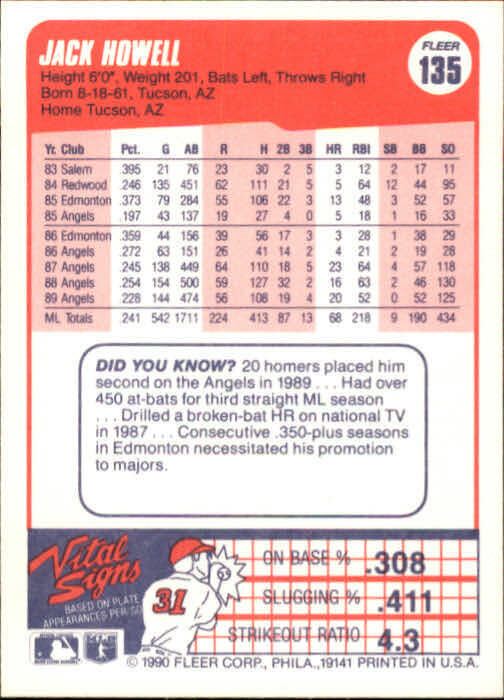 JACK HOWELL
FLEER
135
Height 6'0", Weight 201, Bats Left, Throws Right
Born 8-18-61, Tucson, AZ
Home Tucson, AZ
Yr. Club Pct. G AB R H 2B 3B HR RBI SB BB SO
83 Salem .395 21 76 23 30 2 5 3 12 2 17 11
84 Redwood .246 135 451 62 111 21 5 5 64 12 44 95
85 Edmonton .373 79 284 55 106 22 3 13 48 3 52 57
85 Angels .197 43 137 19 27 4 0 5 18 1 16 33
86 Edmonton .359 44 156 39 56 17 3 3 28 1 38 29
86 Angels .272 63 151 26 41 14 2 4 21 2 19 28
87 Angels .245 138 449 64 110 18 5 23 64 4 57 118
88 Angels .254 154 500 59 127 32 2 16 63 2 46 130
89 Angels .228 144 474 56 108 19 4 20 52 0 52 125
ML Totals .241 542 1711 224 413 87 13 68 218 9 190 434
DID YOU KNOW? 20 homers placed him
second on the Angels in 1989 . . . Had over
450 at-bats for third straight ML season
. . . Drilled a broken-bat HR on national TV
in 1987 . . . Consecutive .350-plus seasons
in Edmonton necessitated his promotion
to majors.
Vital
Signs
BASED ON PLATE
APPEARANCES PER SO
31
ON BASE % .308
SLUGGING % .411
STRIKEOUT RATIO 4.3
© 1990 FLEER CORP., PHILA.,19141 PRINTED IN U.S.A.